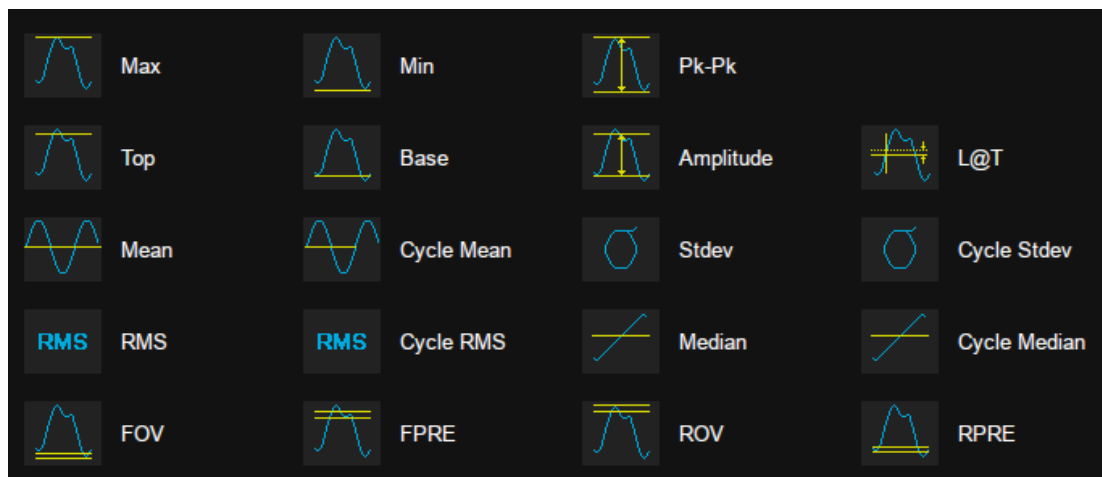 Max Min Pk-Pk
Top Base Amplitude L@T
Mean Cycle Mean Stdev Cycle Stdev
RMS RMS RMS Cycle RMS Median Cycle Median
FOV FPRE ROV RPRE